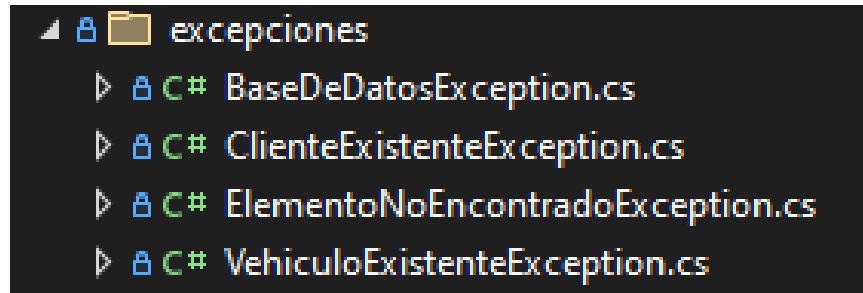 excepciones
C# BaseDeDatosException.cs
C# ClienteExistenteException.cs
C# ElementoNoEncontradoException.cs
C# VehiculoExistenteException.cs